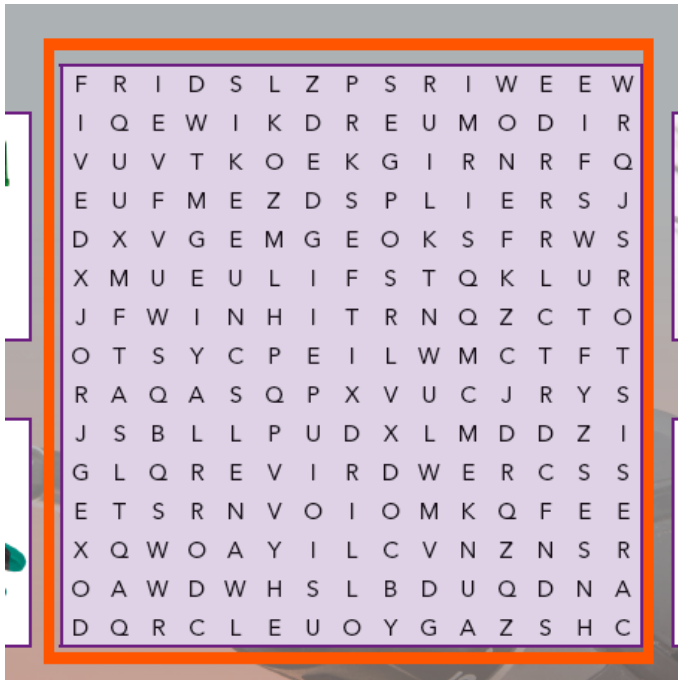 F R I D S L Z P S R I W E E W
I Q E W I K D R E U M O D I R
V U V T K O E K G I R N R F Q
E U F M E Z D S P L I E R S J
D X V G E M G E O K S F R W S
X M U E U L I F S T Q K L U R
J F W I N H I T R N Q Z C T O
O T S Y C P E I L W M C T F T
R A Q A S Q P X V U C J R Y S
J S B L L P U D X L M D D Z I
G L Q R E V I R D W E R C S S
E T S R N V O I O M K Q F E E
X Q W O A Y I L C V N Z N S R
O A W D W H S L B D U Q D N A
D Q R C L E U O Y G A Z S H C